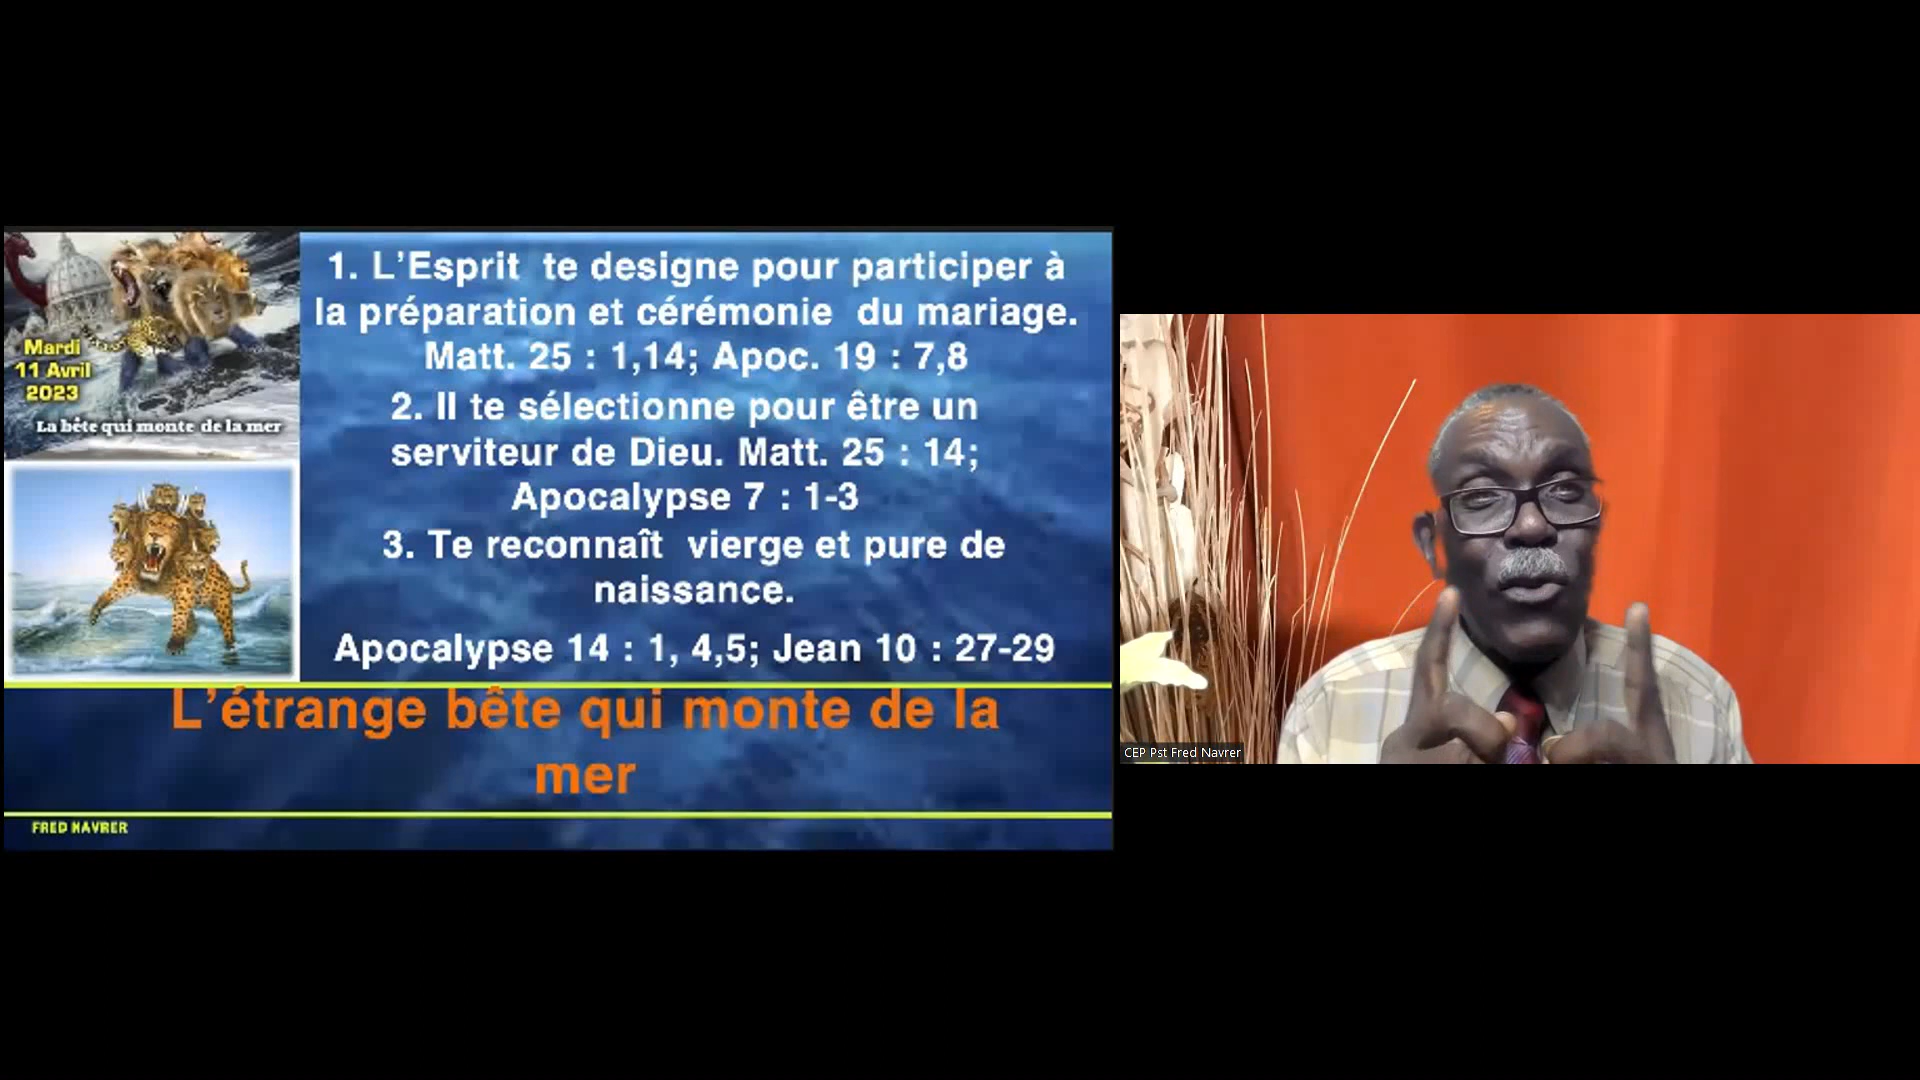 Mardi
11 Avril
2023
La bête qui monte de la mer
1. L’Esprit te designe pour participer à
la préparation et cérémonie du mariage.
Matt. 25 : 1,14; Apoc. 19 : 7,8
2. Il te sélectionne pour être un
serviteur de Dieu. Matt. 25 : 14;
Apocalypse 7 : 1-3
3. Te reconnaît vierge et pure de
naissance.
Apocalypse 14 : 1, 4,5; Jean 10 : 27-29
L’étrange bête qui monte de la
mer
FRED NAVRER
CEP Pst Fred Navrer